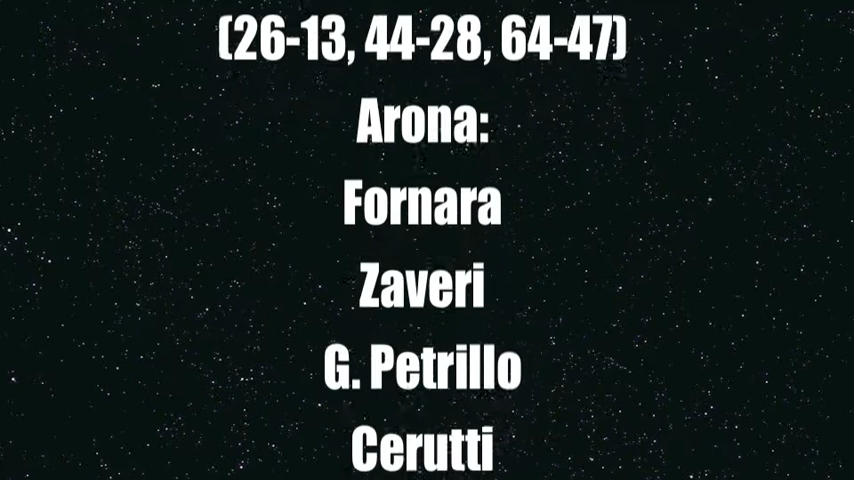 (26-13, 44-28, 64-47)
Arona:
Fornara
Zaveri
G. Petrillo
Cerutti